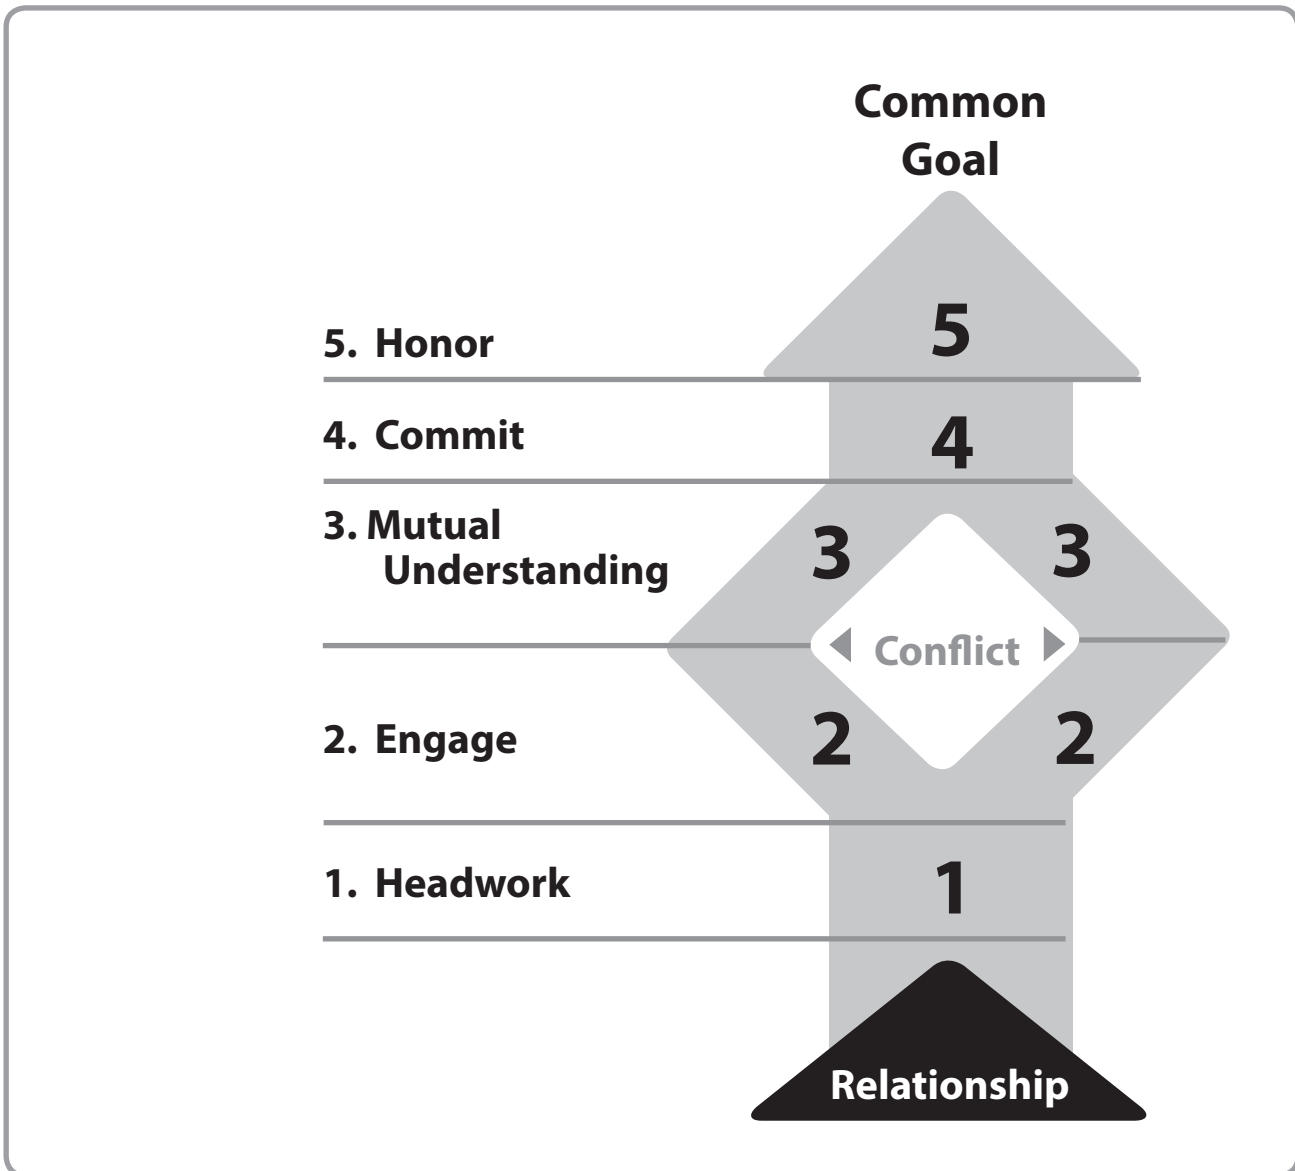 Common
Goal
5. Honor
5
4. Commit
4
3. Mutual
Understanding
3
3
Conflict
2. Engage
2
2
1. Headwork
1
Relationship